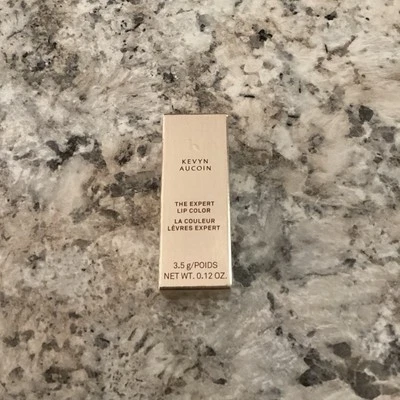 KEVYN
AUCOIN
THE EXPERT
LIP COLOR
LA COULEUR
LÈVRES EXPERT
3.5 g/POIDS
NET WT. 0.12 OZ.